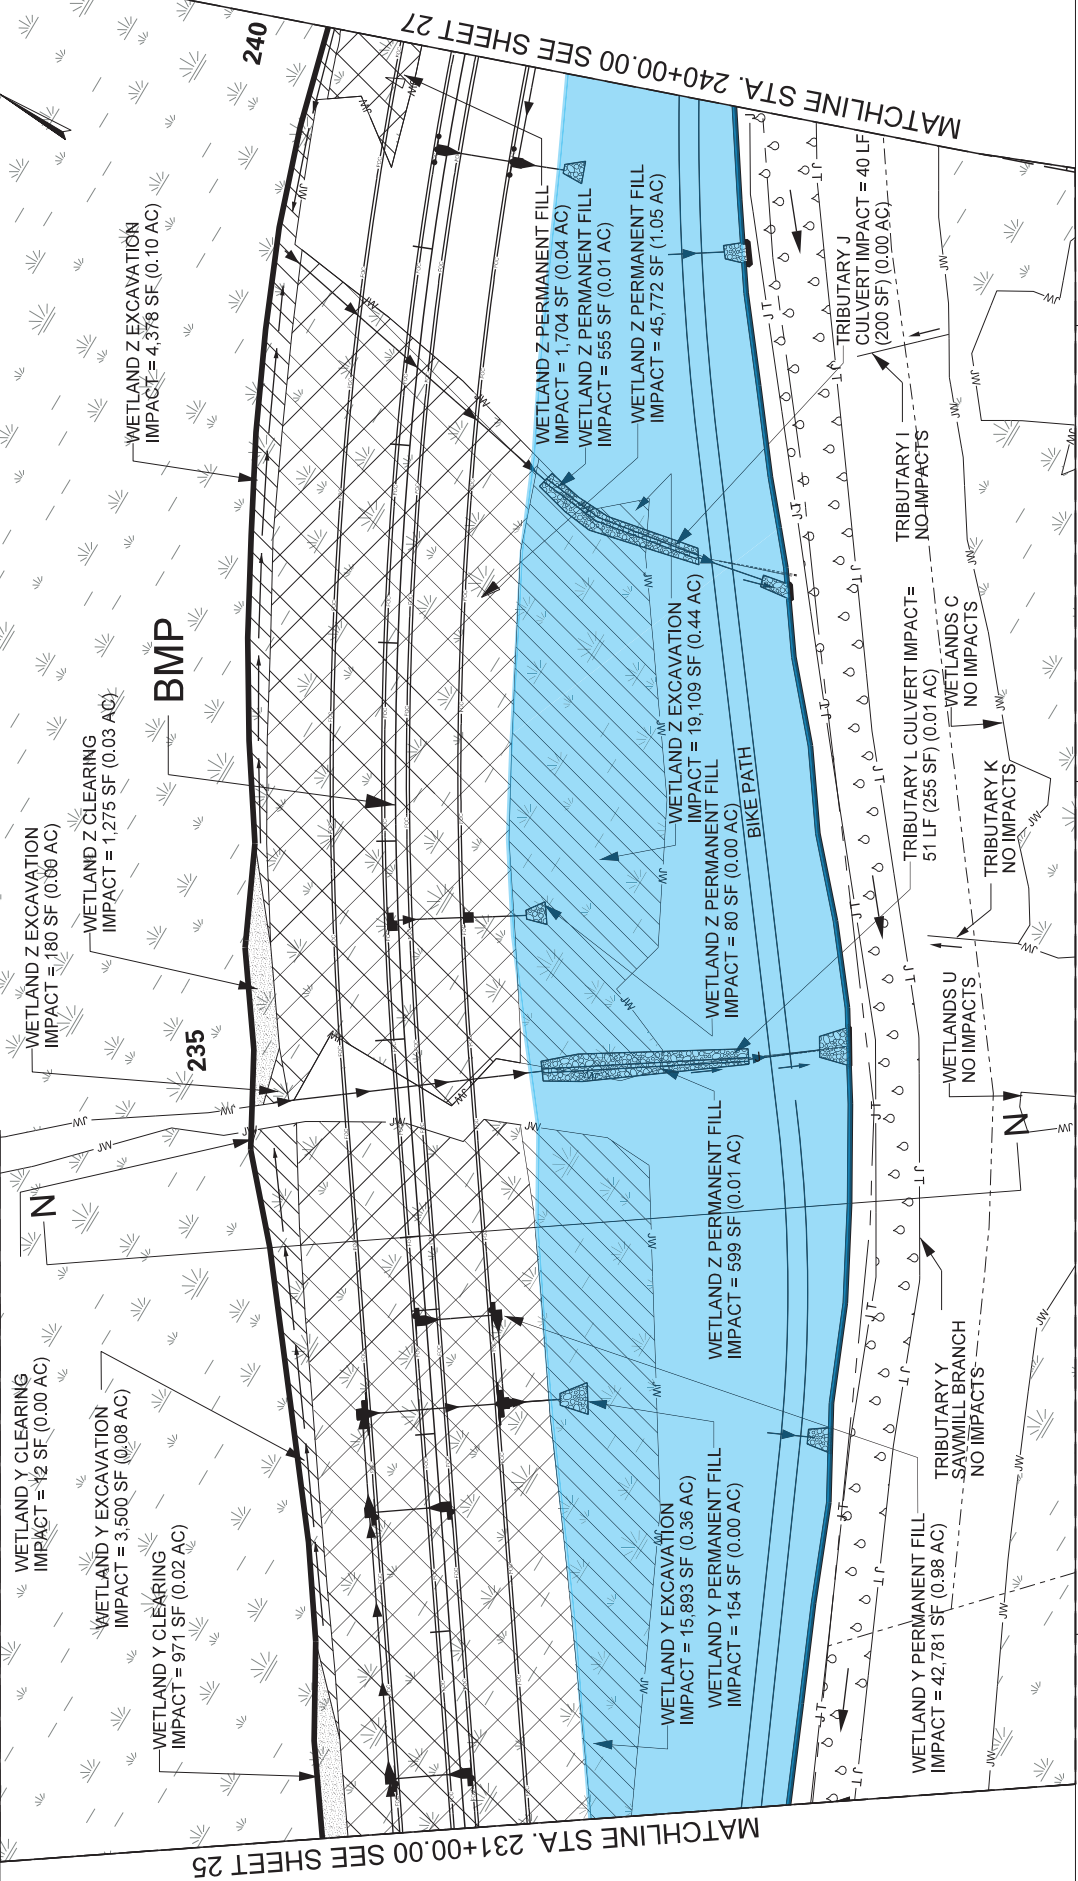 MATCHLINE STA. 240+00.00 SEE SHEET 27
240
WETLAND Z EXCAVATION
IMPACT = 4,378 SF (0.10 AC)
WETLAND Z PERMANENT FILL
IMPACT = 1,704 SF (0.04 AC)
WETLAND Z PERMANENT FILL
IMPACT = 555 SF (0.01 AC)
WETLAND Z PERMANENT FILL
IMPACT = 45,772 SF (1.05 AC)
TRIBUTARY J
CULVERT IMPACT = 40 LF
(200 SF) (0.00 AC)
TRIBUTARY I
NO IMPACTS
BMP
WETLAND Z CLEARING
IMPACT = 1,275 SF (0.03 AC)
WETLAND Z EXCAVATION
IMPACT = 180 SF (0.00 AC)
235
WETLAND Z EXCAVATION
IMPACT = 19,109 SF (0.44 AC)
WETLAND Z PERMANENT FILL
IMPACT = 80 SF (0.00 AC)
BIKE PATH
TRIBUTARY L CULVERT IMPACT=
51 LF (255 SF) (0.01 AC)
WETLANDS C
NO IMPACTS
TRIBUTARY K
NO IMPACTS
WETLANDS U
NO IMPACTS
N
N
WETLAND Z PERMANENT FILL
IMPACT = 599 SF (0.01 AC)
WETLAND Y CLEARING
IMPACT = 12 SF (0.00 AC)
WETLAND Y EXCAVATION
IMPACT = 3,500 SF (0.08 AC)
WETLAND Y CLEARING
IMPACT = 971 SF (0.02 AC)
WETLAND Y EXCAVATION
IMPACT = 15,893 SF (0.36 AC)
WETLAND Y PERMANENT FILL
IMPACT = 154 SF (0.00 AC)
TRIBUTARY Y
SAWMILL BRANCH
NO IMPACTS
WETLAND Y PERMANENT FILL
IMPACT = 42,781 SF (0.98 AC)
MATCHLINE STA. 231+00.00 SEE SHEET 25